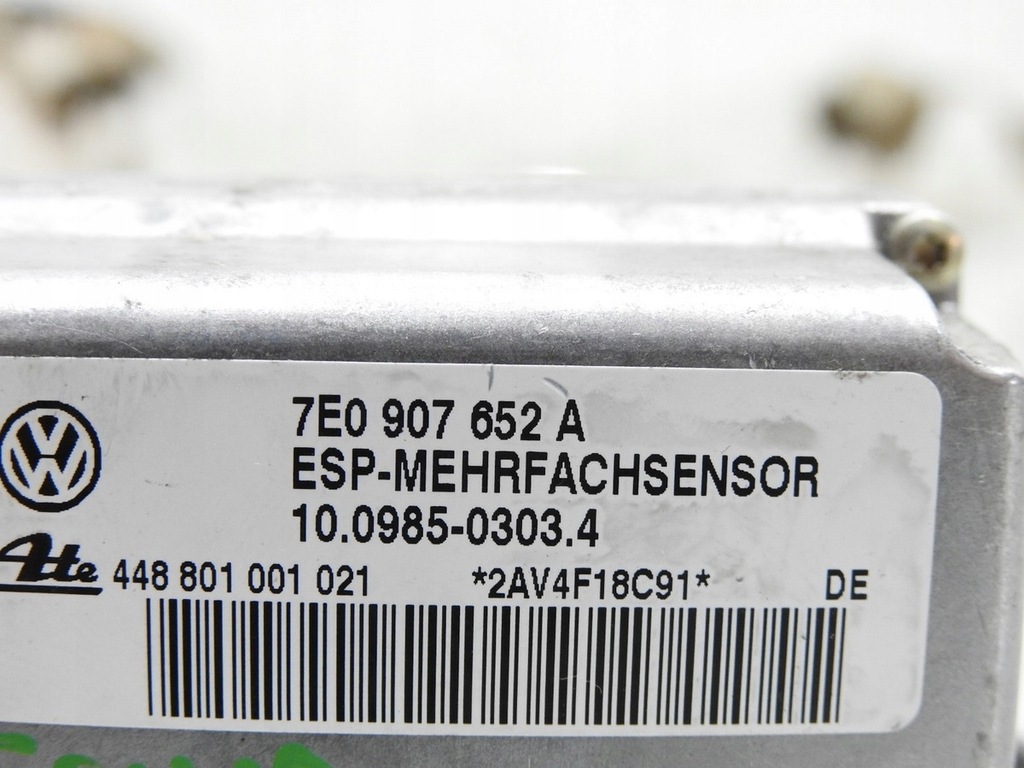 7E0 907 652 A
ESP-MEHRFACHSENSOR
10.0985-0303.4
Ate 448 801 001 021 *2AV4F18C91* DE